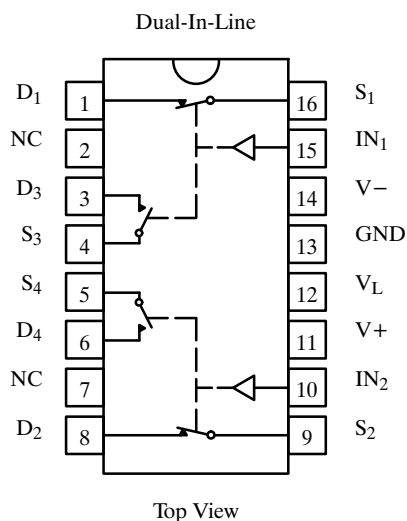 Dual-In-Line
D₁ 1 16 S₁
NC 2 15 IN₁
D₃ 3 14 V−
S₃ 4 13 GND
S₄ 5 12 V_L
D₄ 6 11 V+
NC 7 10 IN₂
D₂ 8 9 S₂
Top View